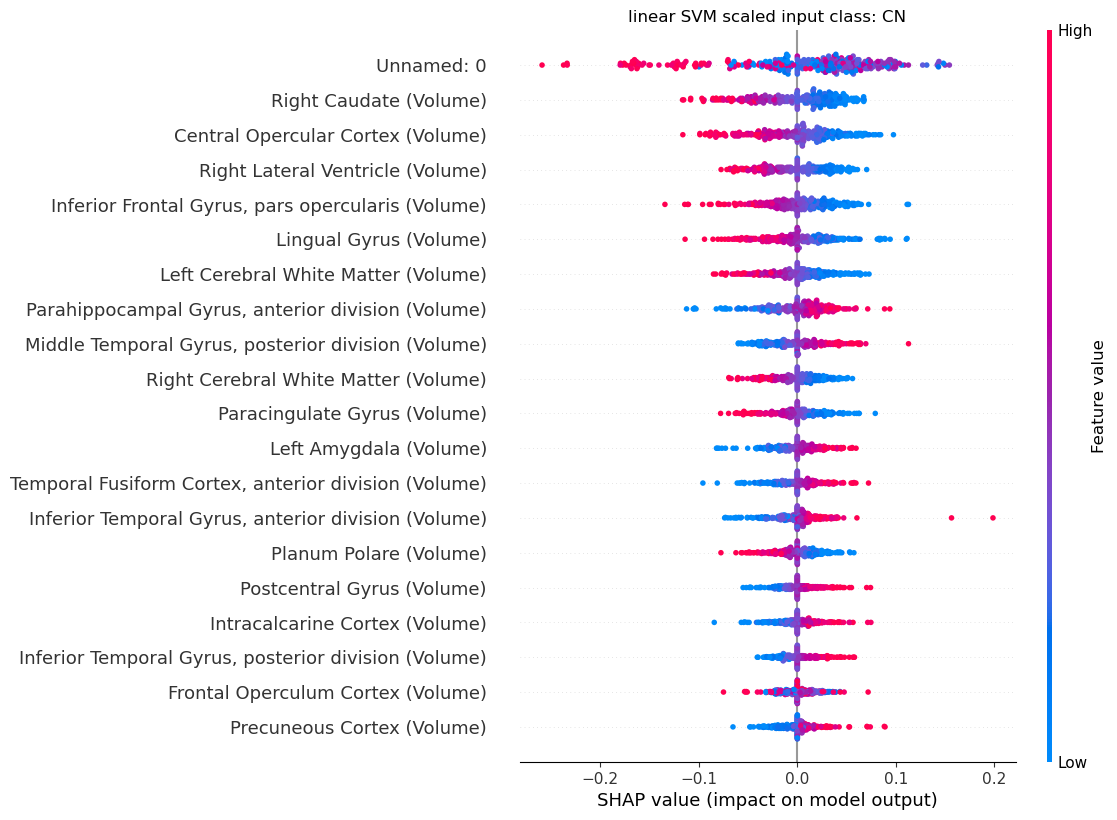 linear SVM scaled input class: CN
High
Unnamed: 0
Right Caudate (Volume)
Central Opercular Cortex (Volume)
Right Lateral Ventricle (Volume)
Inferior Frontal Gyrus, pars opercularis (Volume)
Lingual Gyrus (Volume)
Left Cerebral White Matter (Volume)
Parahippocampal Gyrus, anterior division (Volume)
Middle Temporal Gyrus, posterior division (Volume)
Right Cerebral White Matter (Volume)
Paracingulate Gyrus (Volume)
Left Amygdala (Volume)
Temporal Fusiform Cortex, anterior division (Volume)
Inferior Temporal Gyrus, anterior division (Volume)
Planum Polare (Volume)
Postcentral Gyrus (Volume)
Intracalcarine Cortex (Volume)
Inferior Temporal Gyrus, posterior division (Volume)
Frontal Operculum Cortex (Volume)
Precuneous Cortex (Volume)
Feature value
Low
−0.2 −0.1 0.0 0.1 0.2
SHAP value (impact on model output)